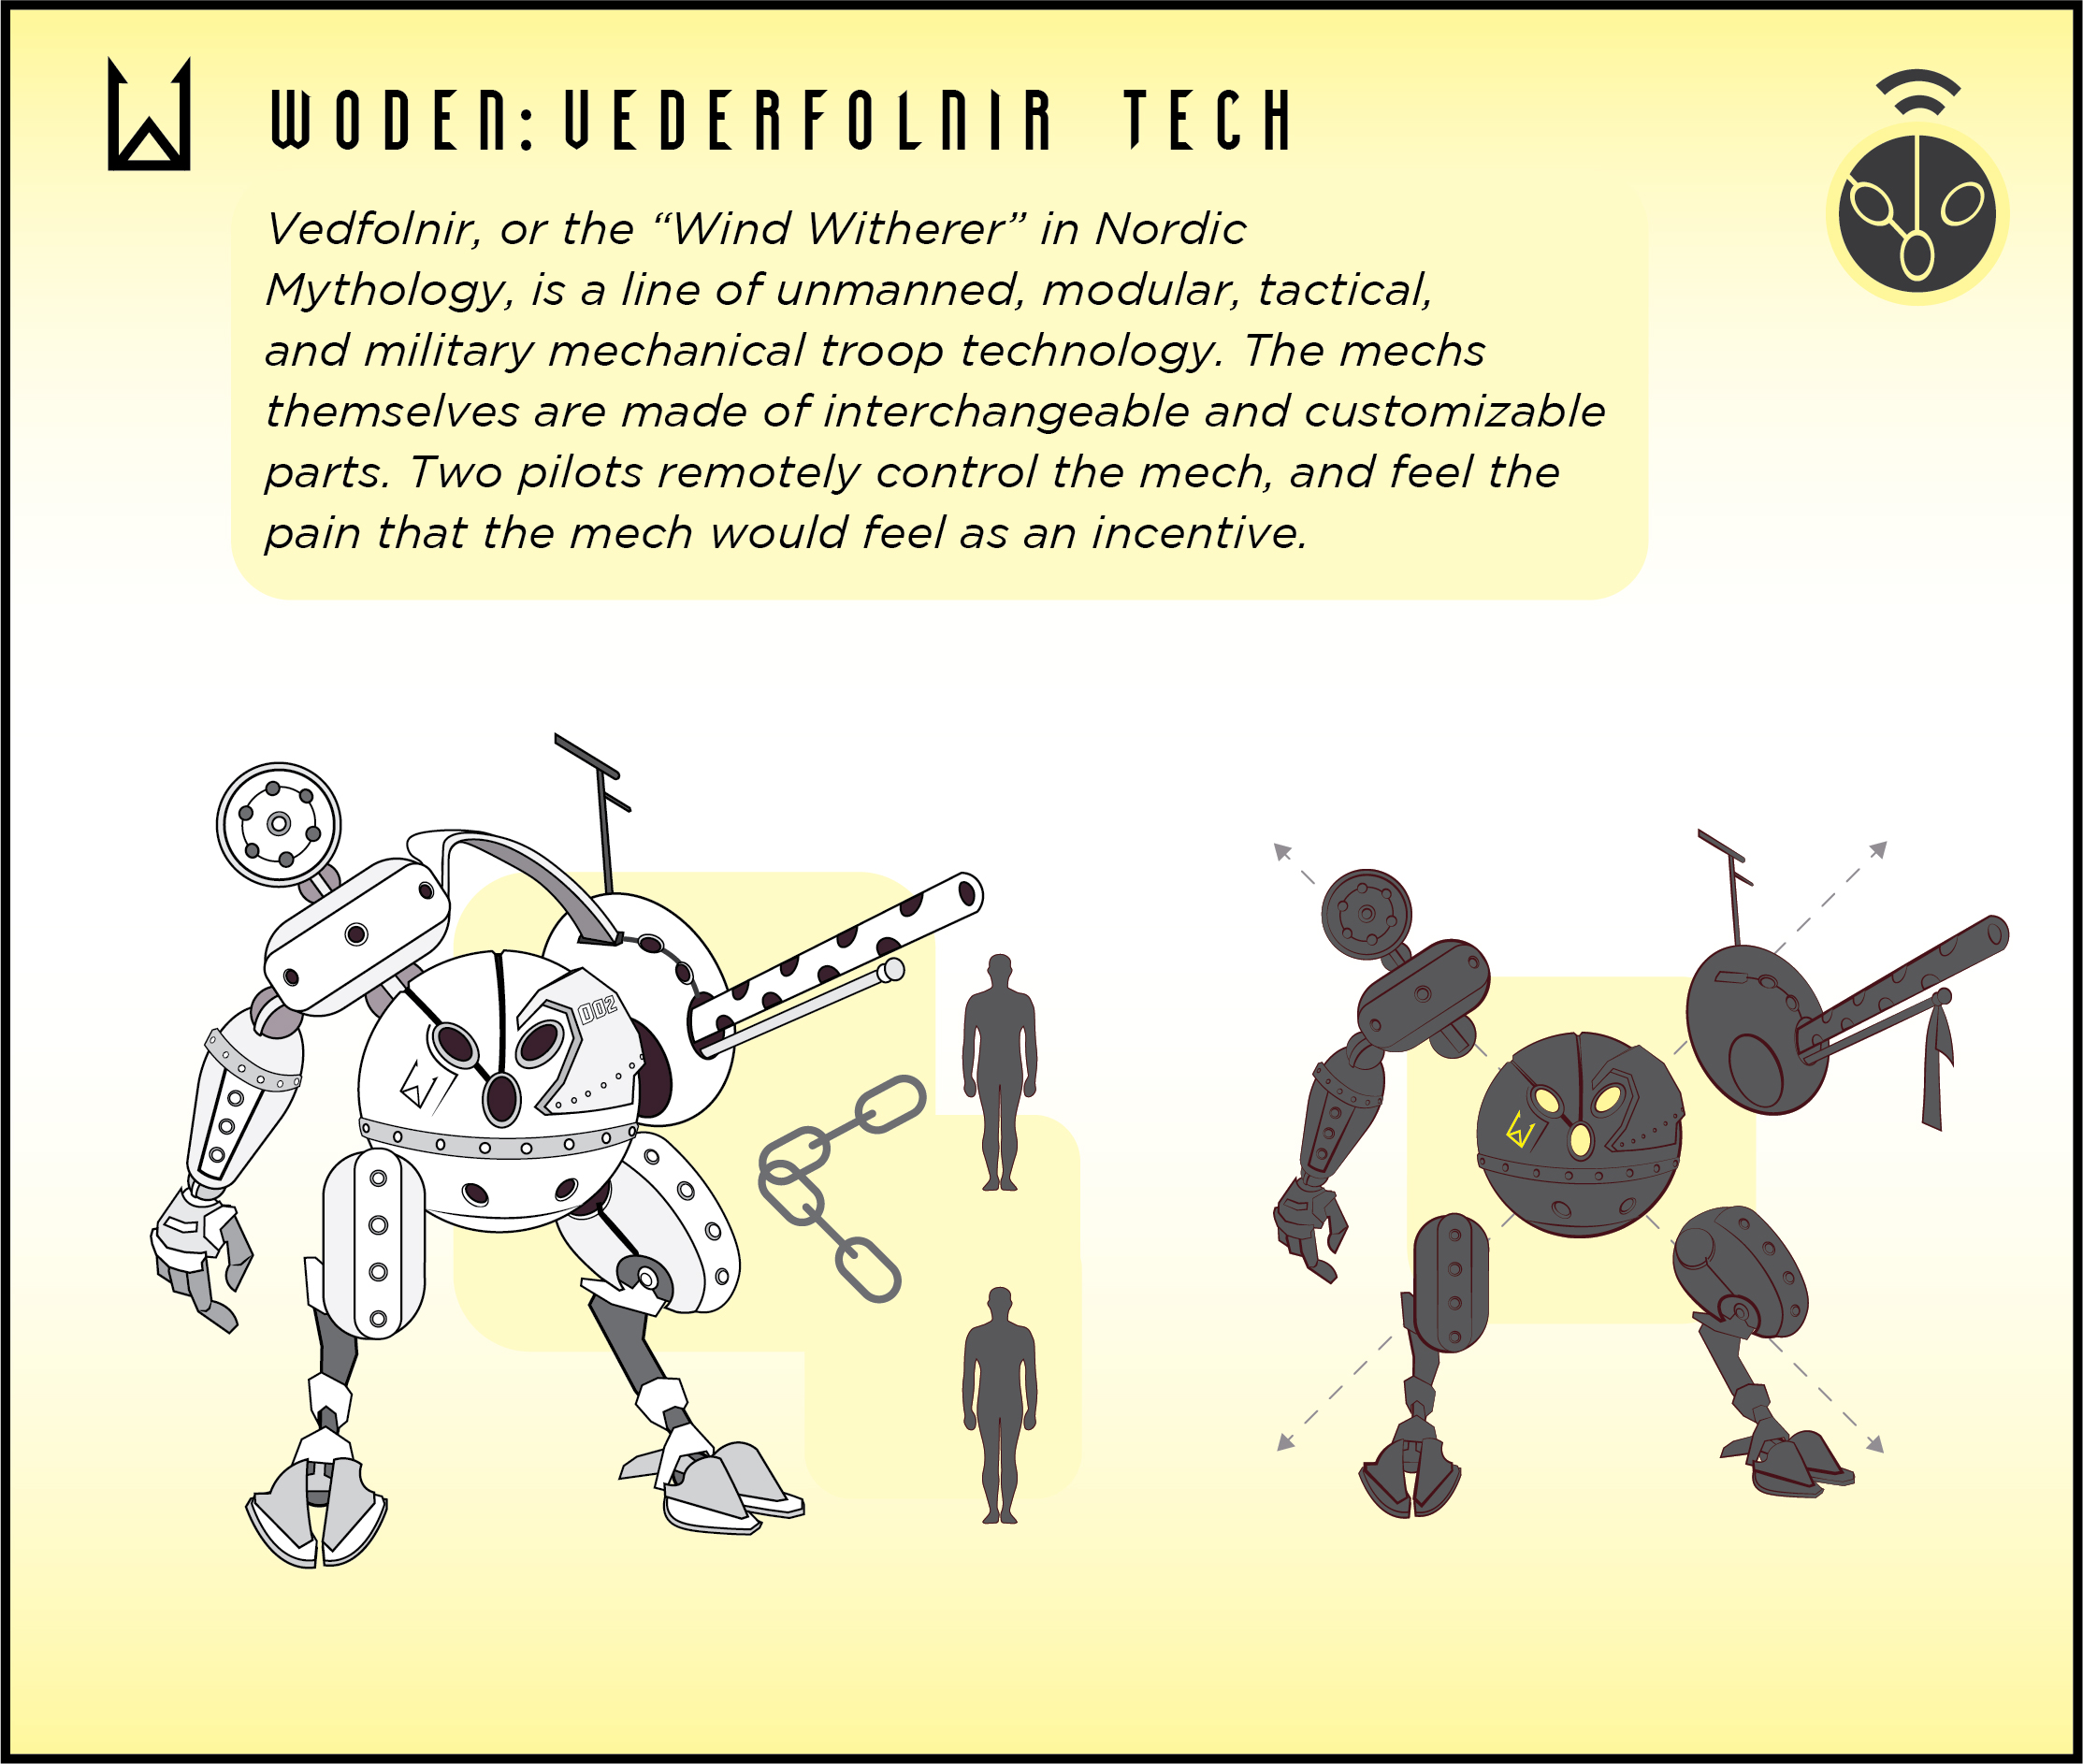 W
WODEN: VEDERFOLNIR TECH
Vedfolnir, or the “Wind Witherer” in Nordic
Mythology, is a line of unmanned, modular, tactical,
and military mechanical troop technology. The mechs
themselves are made of interchangeable and customizable
parts. Two pilots remotely control the mech, and feel the
pain that the mech would feel as an incentive.
002
W
W